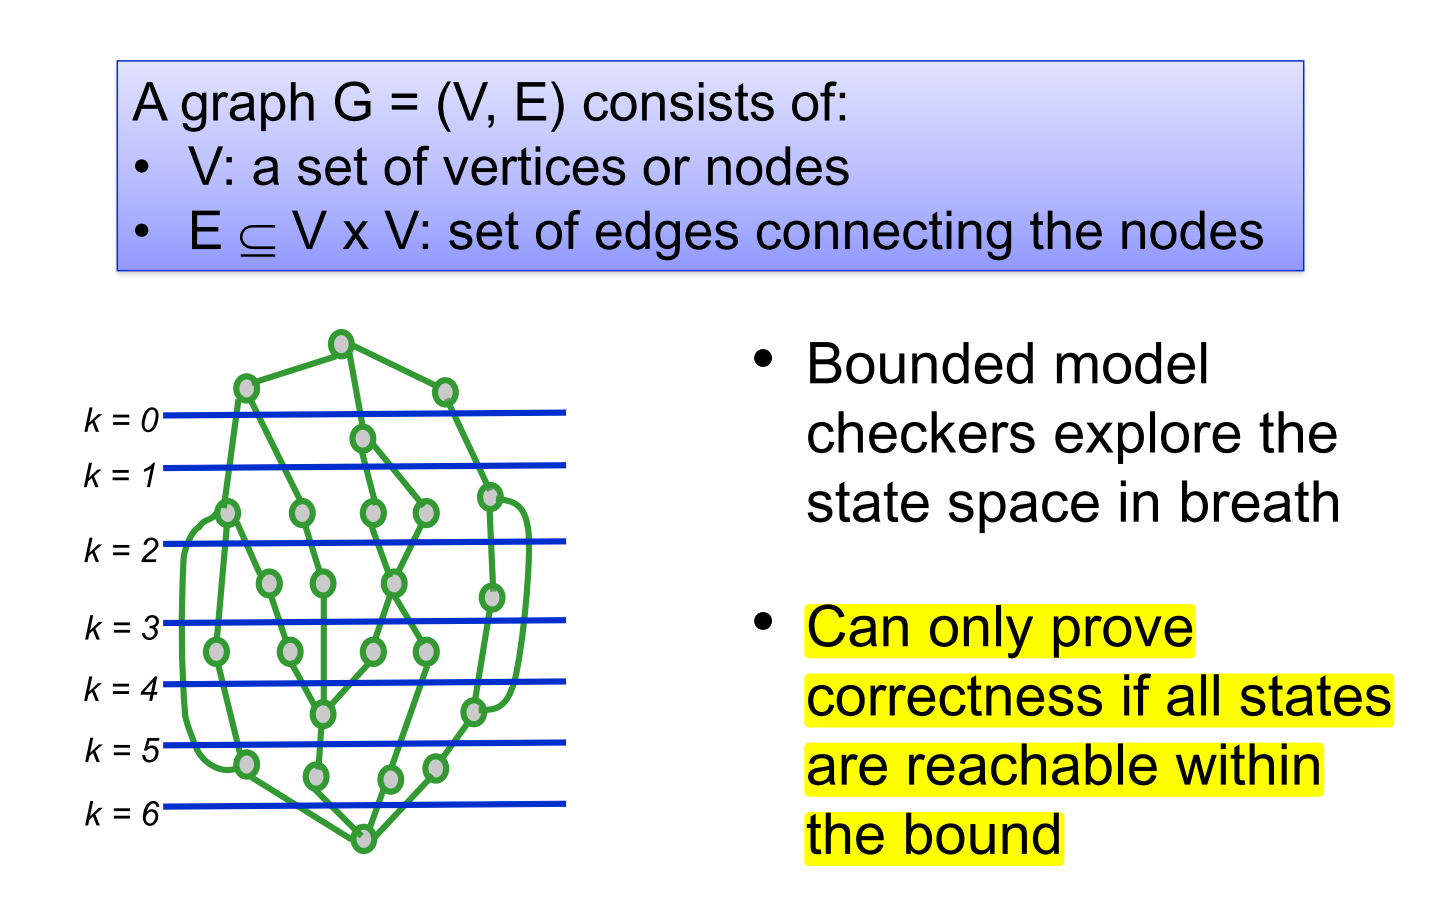 A graph G = (V, E) consists of:
• V: a set of vertices or nodes
• E ⊆ V x V: set of edges connecting the nodes
k = 0
k = 1
k = 2
k = 3
k = 4
k = 5
k = 6
• Bounded model
checkers explore the
state space in breath
• Can only prove
correctness if all states
are reachable within
the bound